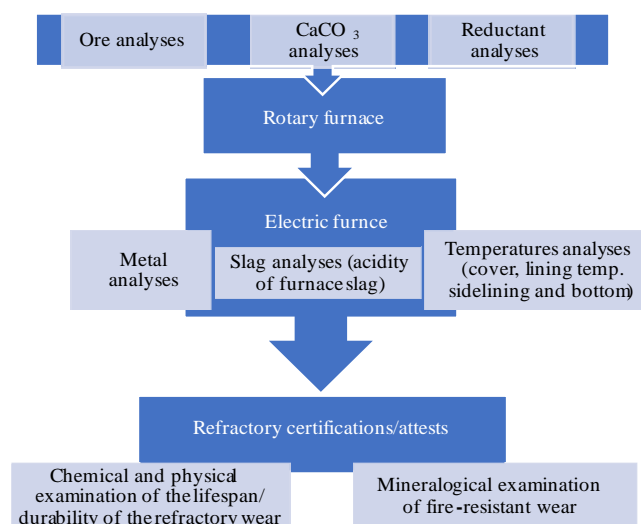 Ore analyses
CaCO 3
analyses
Reductant
analyses
Rotary furnace
Electric furnce
Metal
analyses
Slag analyses (acidity
of furnace slag)
Temperatures analyses
(cover, lining temp.
sidelining and bottom)
Refractory certifications/attests
Chemical and physical
examination of the lifespan/
durability of the refractory wear
Mineralogical examination
of fire-resistant wear